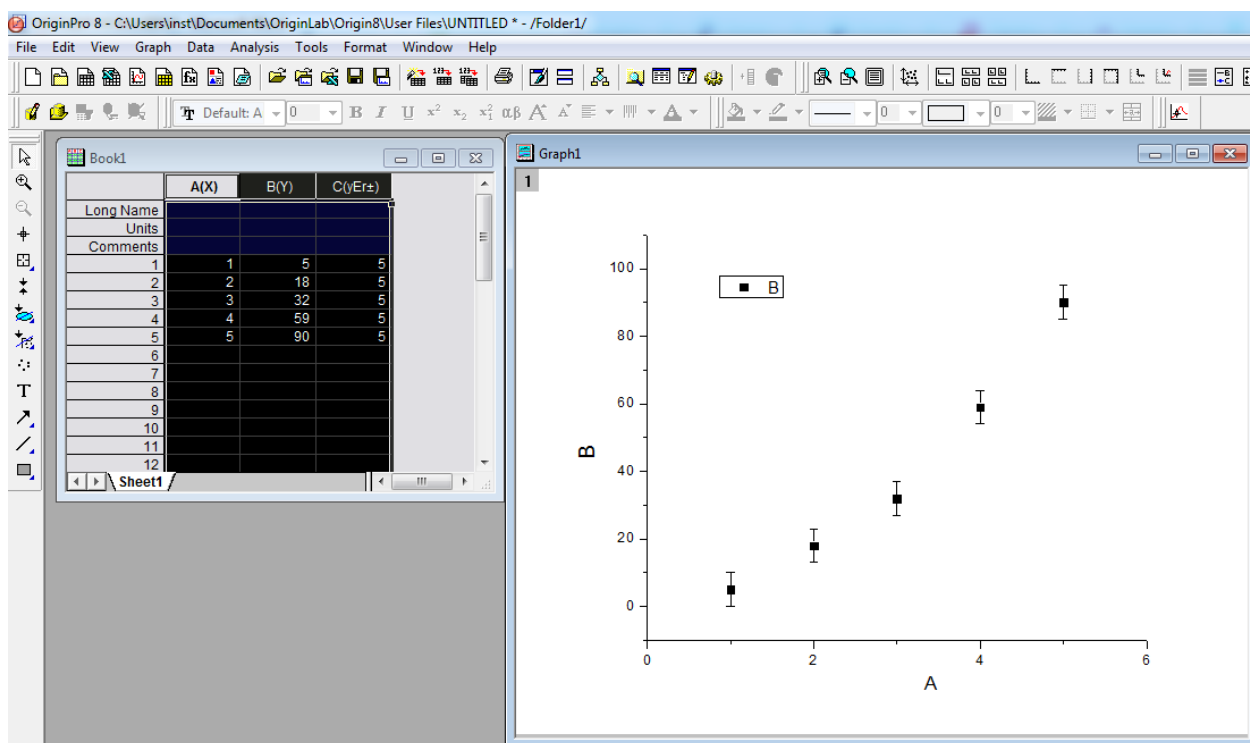 OriginPro 8 - C:\Users\inst\Documents\OriginLab\Origin8\User Files\UNTITLED * - /Folder1/
File Edit View Graph Data Analysis Tools Format Window Help
Default: A 0 B I U x² x₂ x₁² αβ A A A 0 0
Book1
A(X) B(Y) C(yEr±)
Long Name
Units
Comments
1 1 5 5
2 2 18 5
3 3 32 5
4 4 59 5
5 5 90 5
6
7
8
9
10
11
12
Sheet1
T
Graph1
1
B
100
80
60
40
20
0
B
0 2 4 6
A